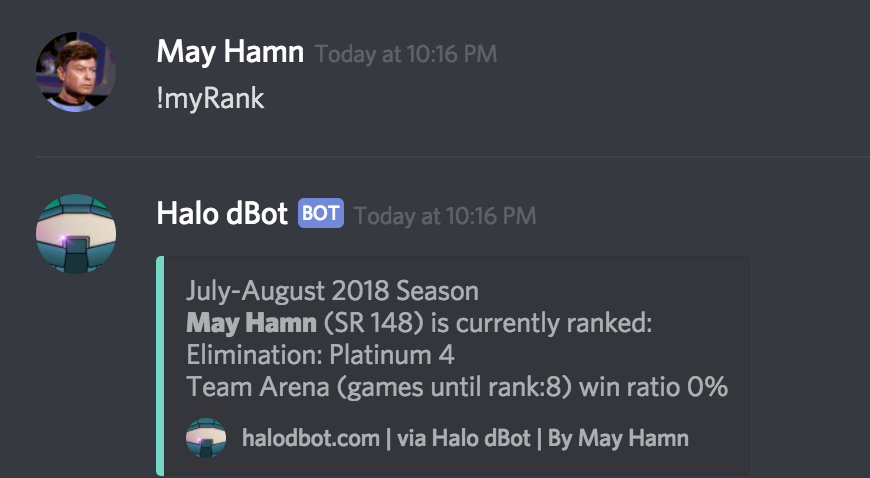 May Hamn Today at 10:16 PM
!myRank
Halo dBot BOT Today at 10:16 PM
July-August 2018 Season
May Hamn (SR 148) is currently ranked:
Elimination: Platinum 4
Team Arena (games until rank:8) win ratio 0%
halodbot.com | via Halo dBot | By May Hamn